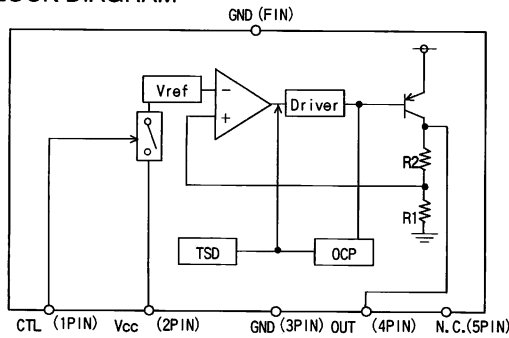 GND (FIN)
Vref
−
+
Driver
R2
R1
TSD
OCP
CTL (1PIN) Vcc (2PIN) GND (3PIN) OUT (4PIN) N.C.(5PIN)